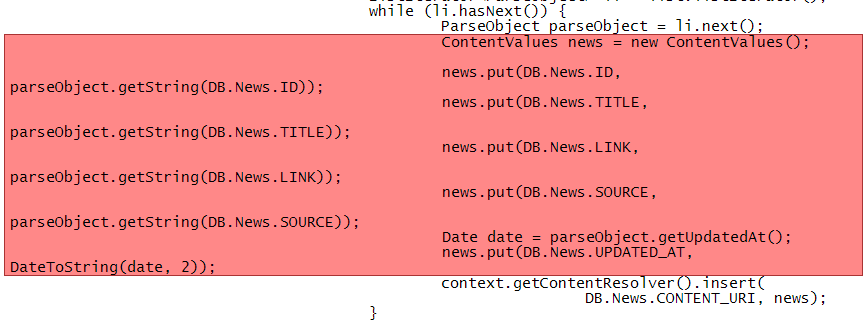 while (li.hasNext()) {
ParseObject parseObject = li.next();
ContentValues news = new ContentValues();
news.put(DB.News.ID,
parseObject.getString(DB.News.ID));
news.put(DB.News.TITLE,
parseObject.getString(DB.News.TITLE));
news.put(DB.News.LINK,
parseObject.getString(DB.News.LINK));
news.put(DB.News.SOURCE,
parseObject.getString(DB.News.SOURCE));
Date date = parseObject.getUpdatedAt();
news.put(DB.News.UPDATED_AT,
DateToString(date, 2));
context.getContentResolver().insert(
DB.News.CONTENT_URI, news);
}